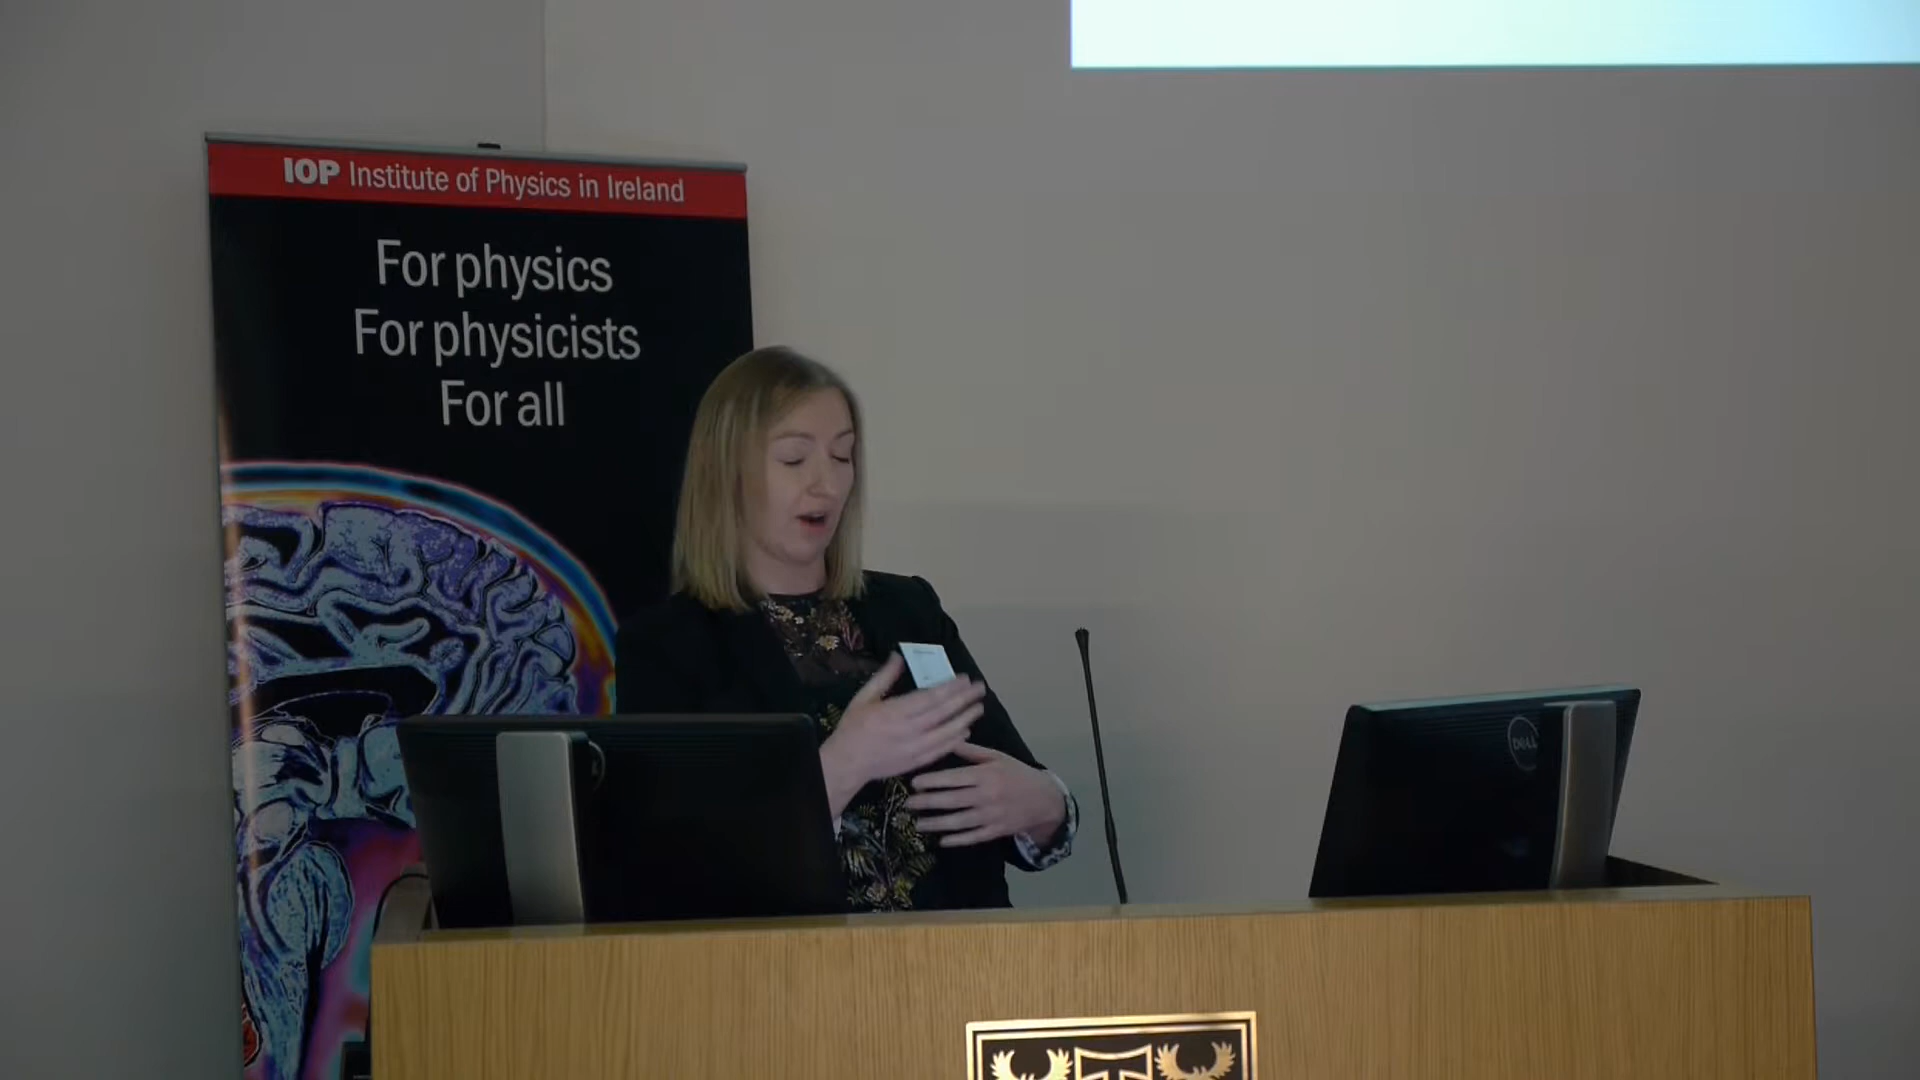 IOP Institute of Physics in Ireland
For physics
For physicists
For all
DELL